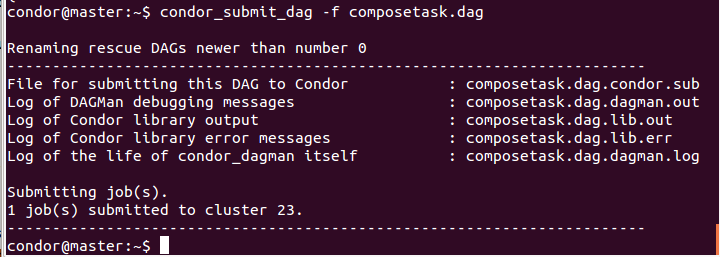 condor@master:~$ condor_submit_dag -f composetask.dag
Renaming rescue DAGs newer than number 0
-----------------------------------------------------------------------
File for submitting this DAG to Condor           : composetask.dag.condor.sub
Log of DAGMan debugging messages                 : composetask.dag.dagman.out
Log of Condor library output                     : composetask.dag.lib.out
Log of Condor library error messages             : composetask.dag.lib.err
Log of the life of condor_dagman itself          : composetask.dag.dagman.log
Submitting job(s).
1 job(s) submitted to cluster 23.
-----------------------------------------------------------------------
condor@master:~$